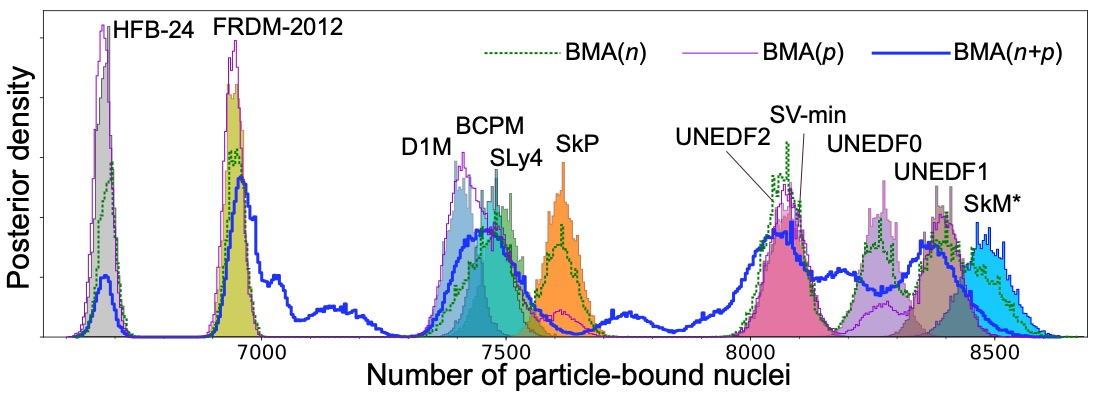 HFB-24 FRDM-2012
BMA(n) BMA(p) BMA(n+p)
D1M BCPM SLy4 SkP
UNEDF2 SV-min UNEDF0
UNEDF1
SkM*
Posterior density
7000 7500 8000 8500
Number of particle-bound nuclei